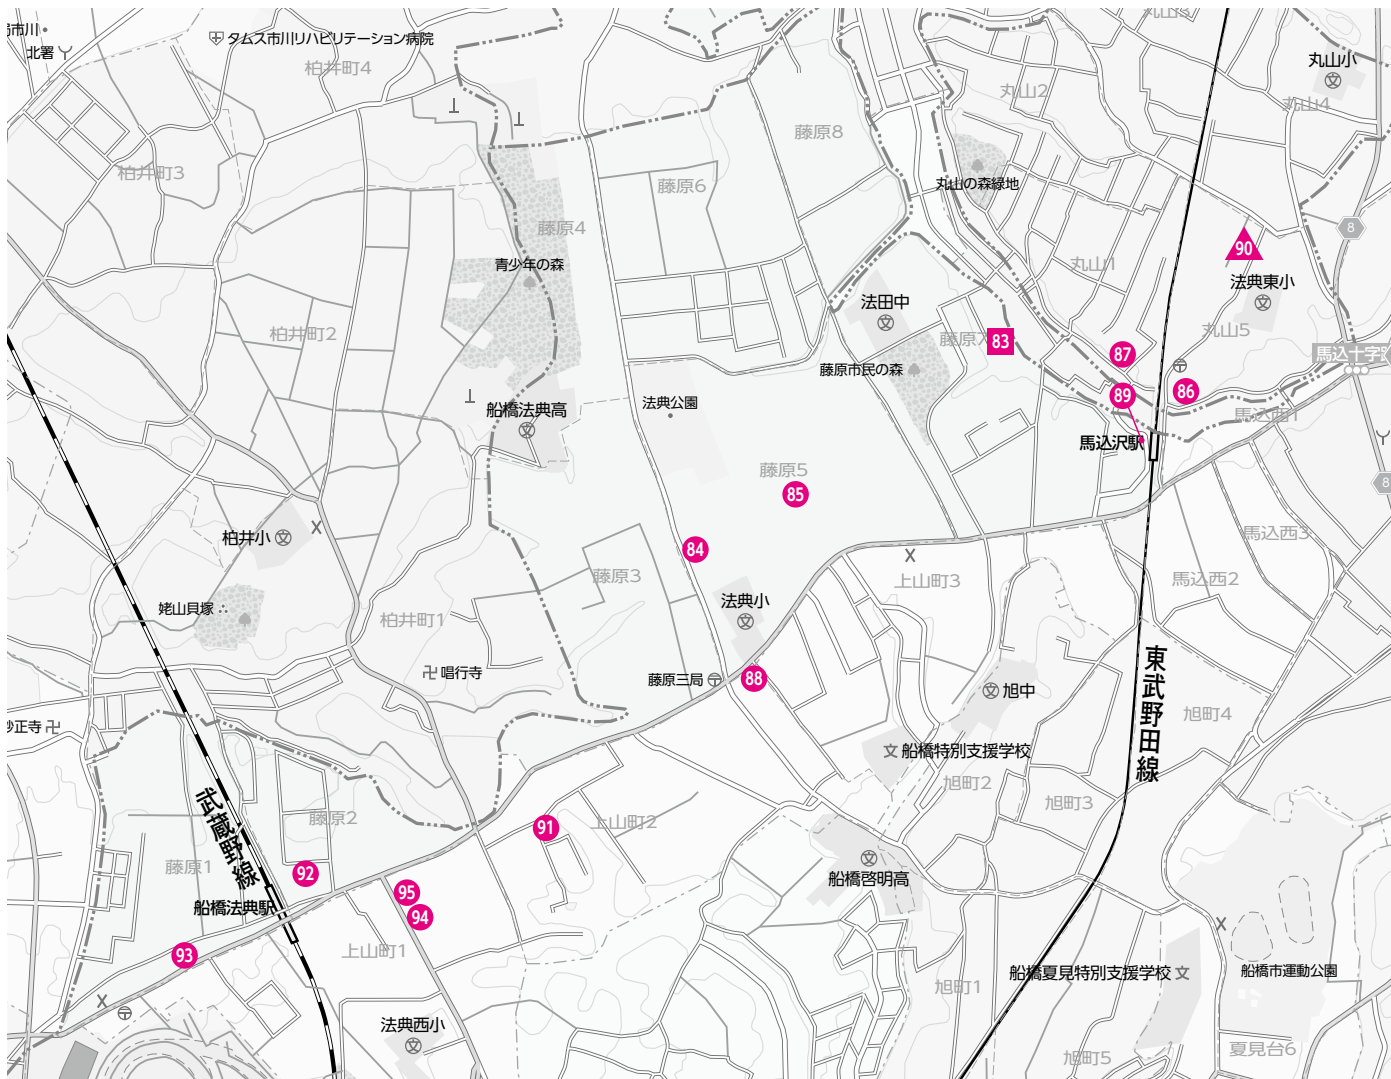 市川
北署
タムス市川リハビリテーション病院
柏井町4
丸山3
丸山小
丸山2
丸山4
藤原8
柏井町3
藤原6
丸山の森緑地
藤原4
8
90
青少年の森
丸山1
法典東小
法田中
柏井町2
藤原7
83
丸山5
87
馬込十字路
藤原市民の森
86
89
船橋法典高
法典公園
馬込西1
馬込沢駅
藤原5
85
8
柏井小
84
馬込西3
藤原3
上山町3
馬込西2
姥山貝塚
法典小
柏井町1
唱行寺
藤原三局
88
東武野田線
旭中
旭町4
妙正寺
船橋特別支援学校
旭町2
旭町3
武蔵野線
藤原2
91
上山町2
藤原1
92
船橋啓明高
船橋法典駅
95
94
93
上山町1
船橋夏見特別支援学校
船橋市運動公園
旭町1
法典西小
旭町5
夏見台6